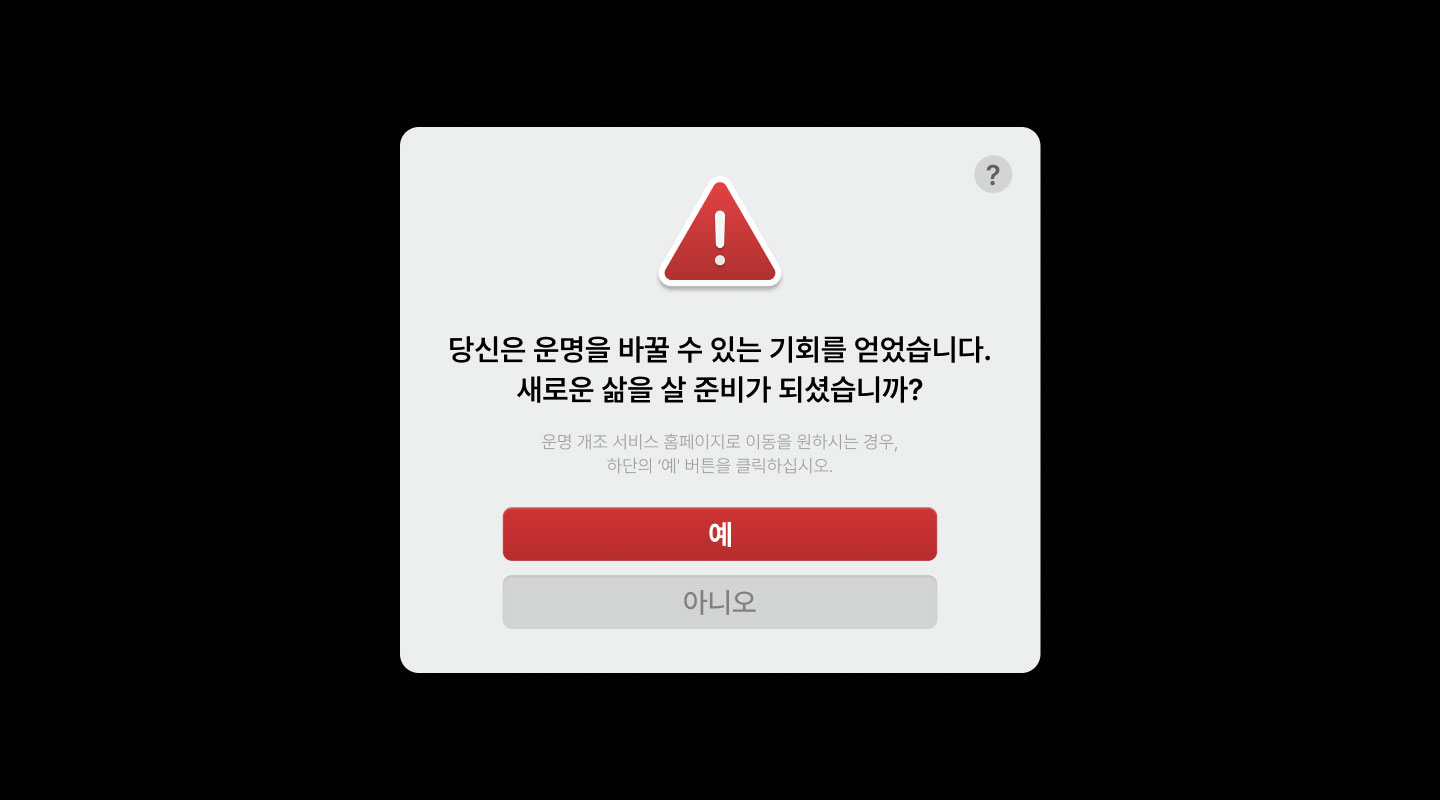 ?
!
당신은 운명을 바꿀 수 있는 기회를 얻었습니다.
새로운 삶을 살 준비가 되셨습니까?
운명 개조 서비스 홈페이지로 이동을 원하시는 경우,
하단의 '예' 버튼을 클릭하십시오.
예
아니오